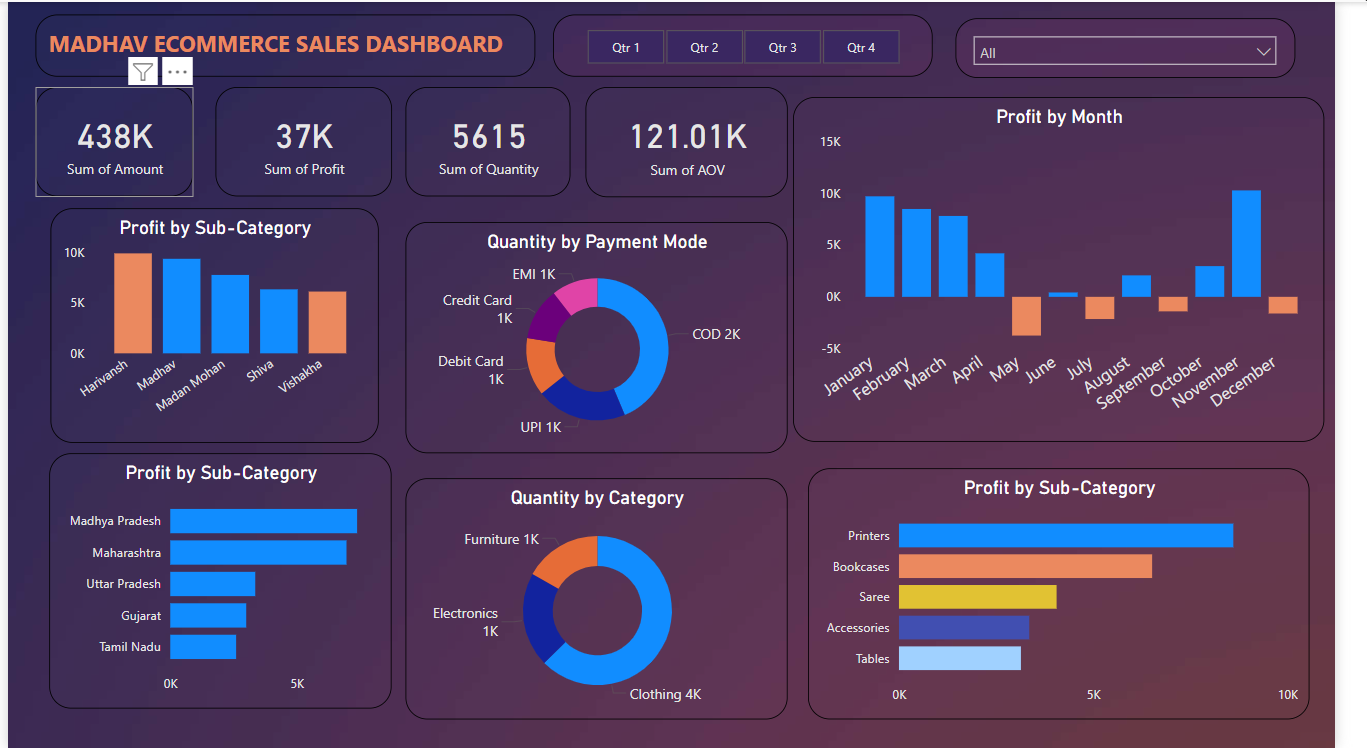 MADHAV ECOMMERCE SALES DASHBOARD
Qtr 1
Qtr 2
Qtr 3
Qtr 4
All
438K
Sum of Amount
37K
Sum of Profit
5615
Sum of Quantity
121.01K
Sum of AOV
Profit by Month
15K
10K
5K
0K
-5K
January
February
March
April
May
June
July
August
September
October
November
December
Profit by Sub-Category
10K
5K
0K
Harivansh
Madhav
Madan Mohan
Shiva
Vishakha
Quantity by Payment Mode
EMI 1K
Credit Card
1K
Debit Card
1K
UPI 1K
COD 2K
Profit by Sub-Category
Madhya Pradesh
Maharashtra
Uttar Pradesh
Gujarat
Tamil Nadu
0K
5K
Quantity by Category
Furniture 1K
Electronics
1K
Clothing 4K
Profit by Sub-Category
Printers
Bookcases
Saree
Accessories
Tables
0K
5K
10K